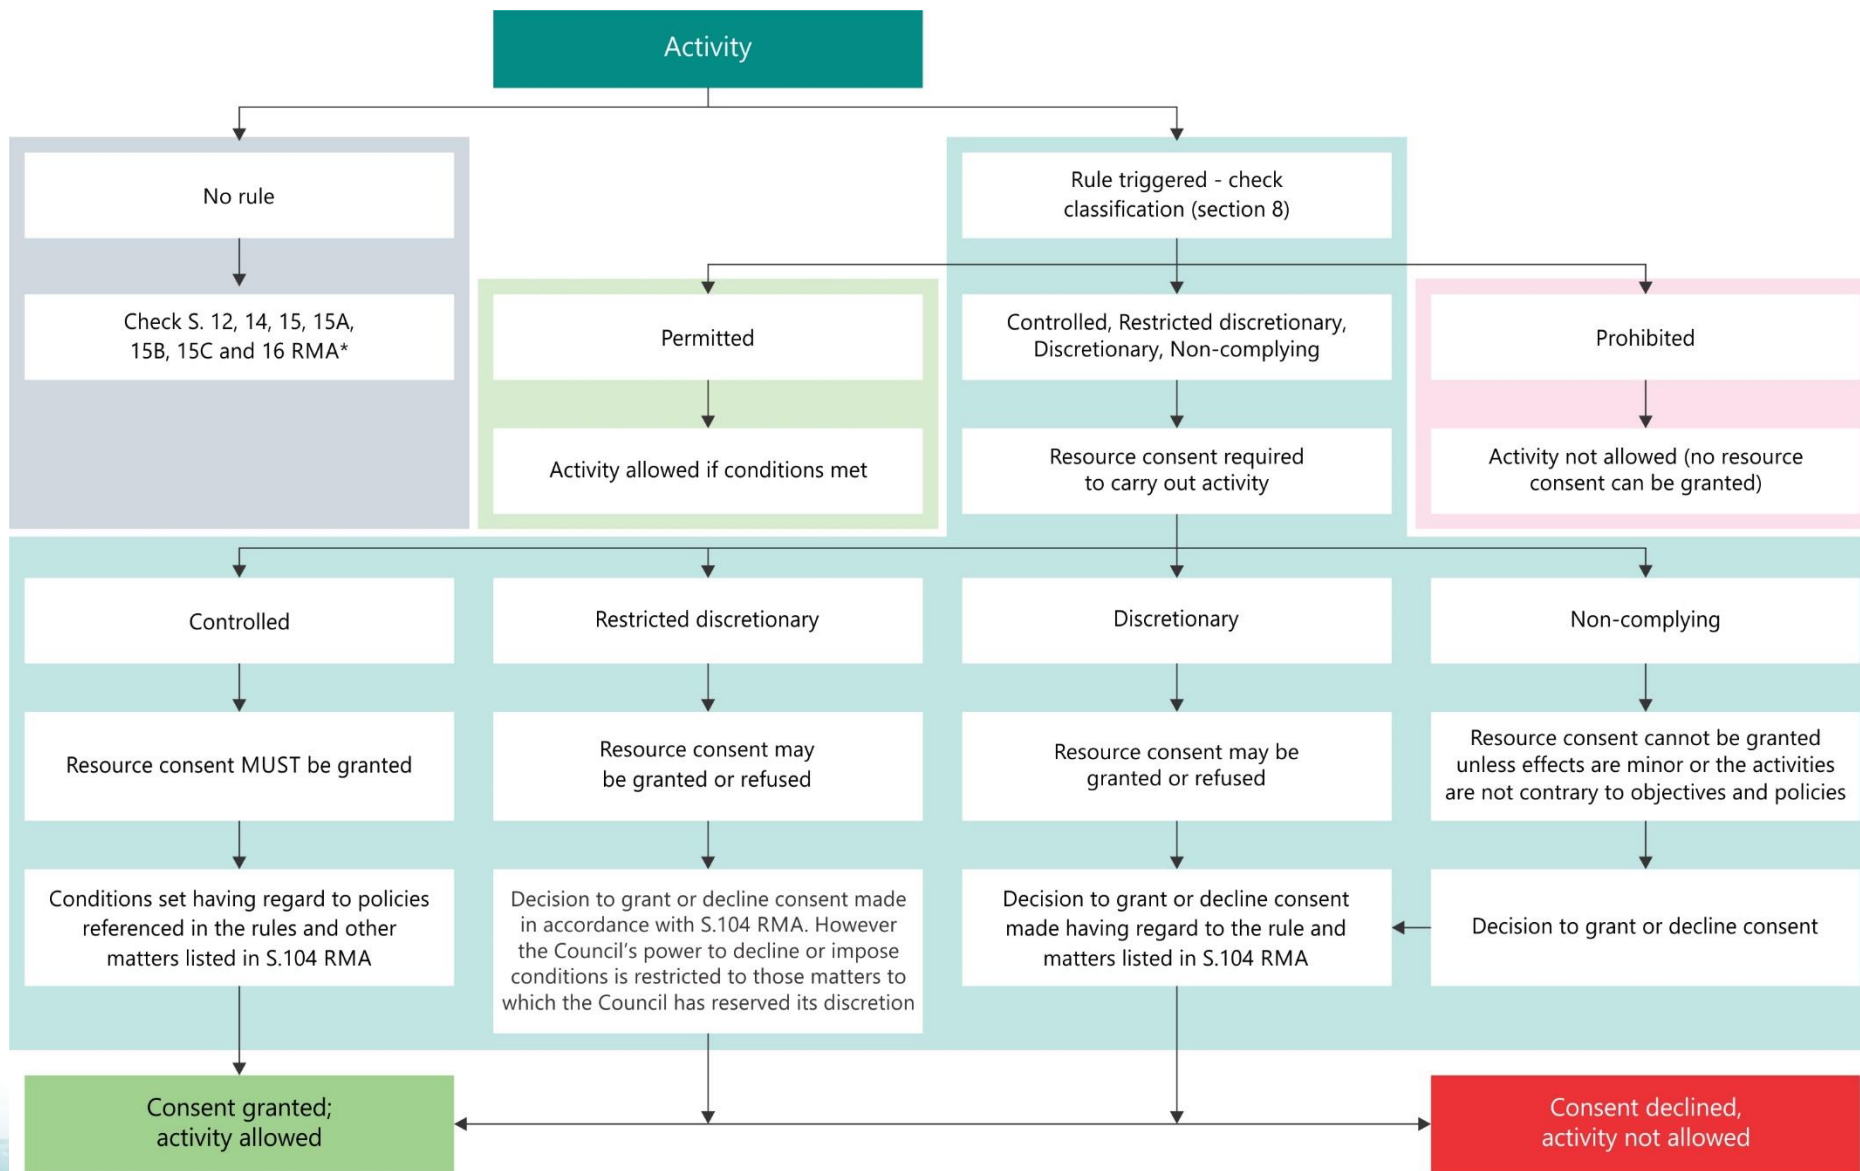 Activity
No rule
Rule triggered - check
classification (section 8)
Check S. 12, 14, 15, 15A,
15B, 15C and 16 RMA*
Permitted
Controlled, Restricted discretionary,
Discretionary, Non-complying
Prohibited
Activity allowed if conditions met
Resource consent required
to carry out activity
Activity not allowed (no resource
consent can be granted)
Controlled
Restricted discretionary
Discretionary
Non-complying
Resource consent MUST be granted
Resource consent may
be granted or refused
Resource consent may be
granted or refused
Resource consent cannot be granted
unless effects are minor or the activities
are not contrary to objectives and policies
Conditions set having regard to policies
referenced in the rules and other
matters listed in S.104 RMA
Decision to grant or decline consent made
in accordance with S.104 RMA. However
the Council’s power to decline or impose
conditions is restricted to those matters to
which the Council has reserved its discretion
Decision to grant or decline consent
made having regard to the rule and
matters listed in S.104 RMA
Decision to grant or decline consent
Consent granted;
activity allowed
Consent declined,
activity not allowed